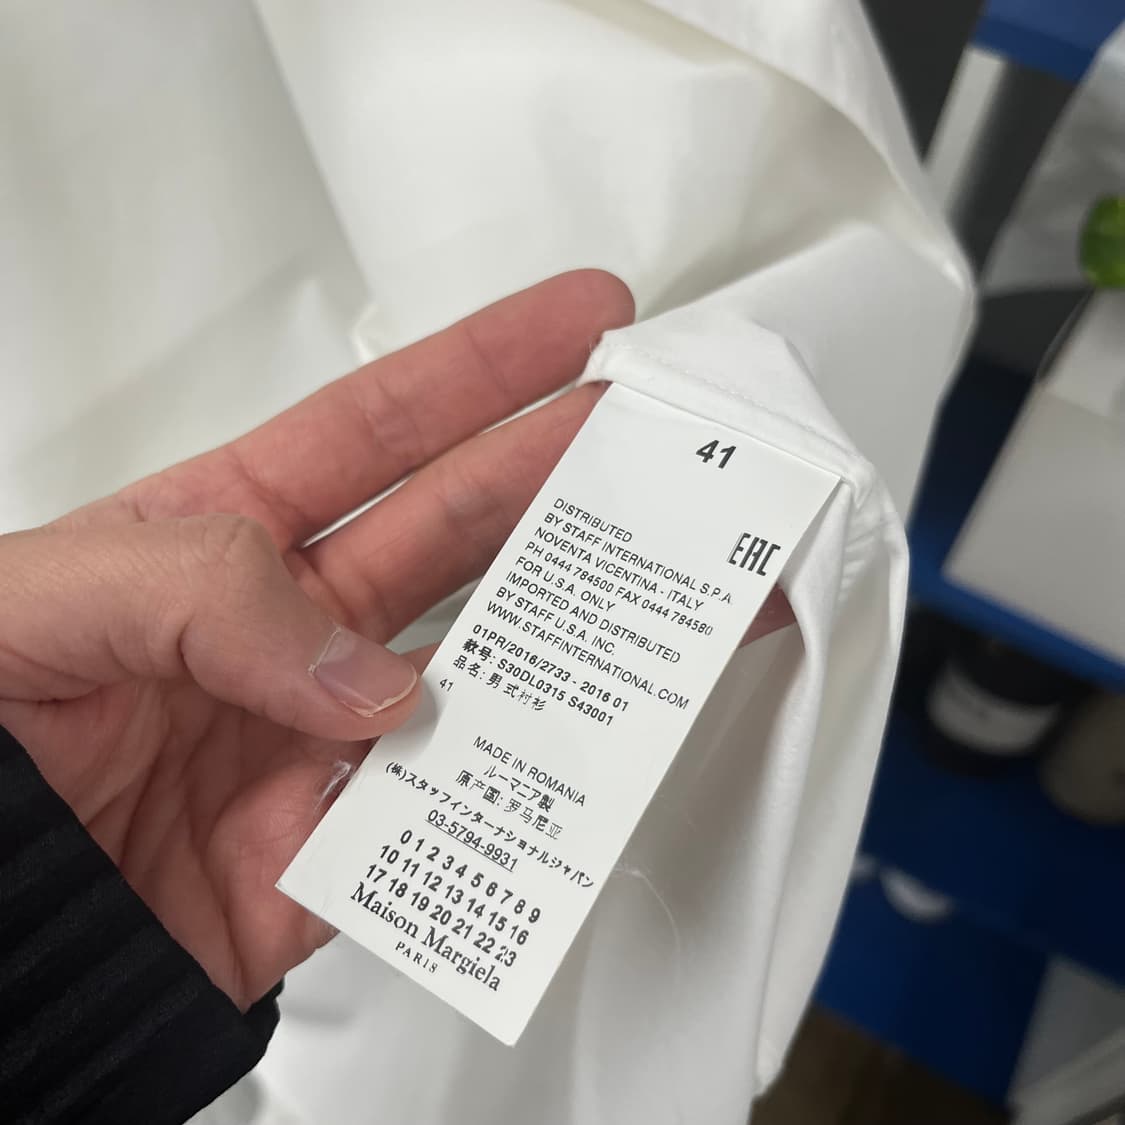 41
EAC
DISTRIBUTED
BY STAFF INTERNATIONAL S.P.A.
NOVENTA VICENTINA - ITALY
PH 0444 784500 FAX 0444 784580
FOR U.S.A. ONLY
IMPORTED AND DISTRIBUTED
BY STAFF U.S.A. INC.
WWW.STAFFINTERNATIONAL.COM
01PR/2016/2733 - 2016 01
款号: S30DL0315 S43001
品名: 男式衬衫
41
MADE IN ROMANIA
ルーマニア製
原产国: 罗马尼亚
(株)スタッフインターナショナルジャパン
03-5794-9931
0 1 2 3 4 5 6 7 8 9
10 11 12 13 14 15 16
17 18 19 20 21 22 23
Maison Margiela
PARIS